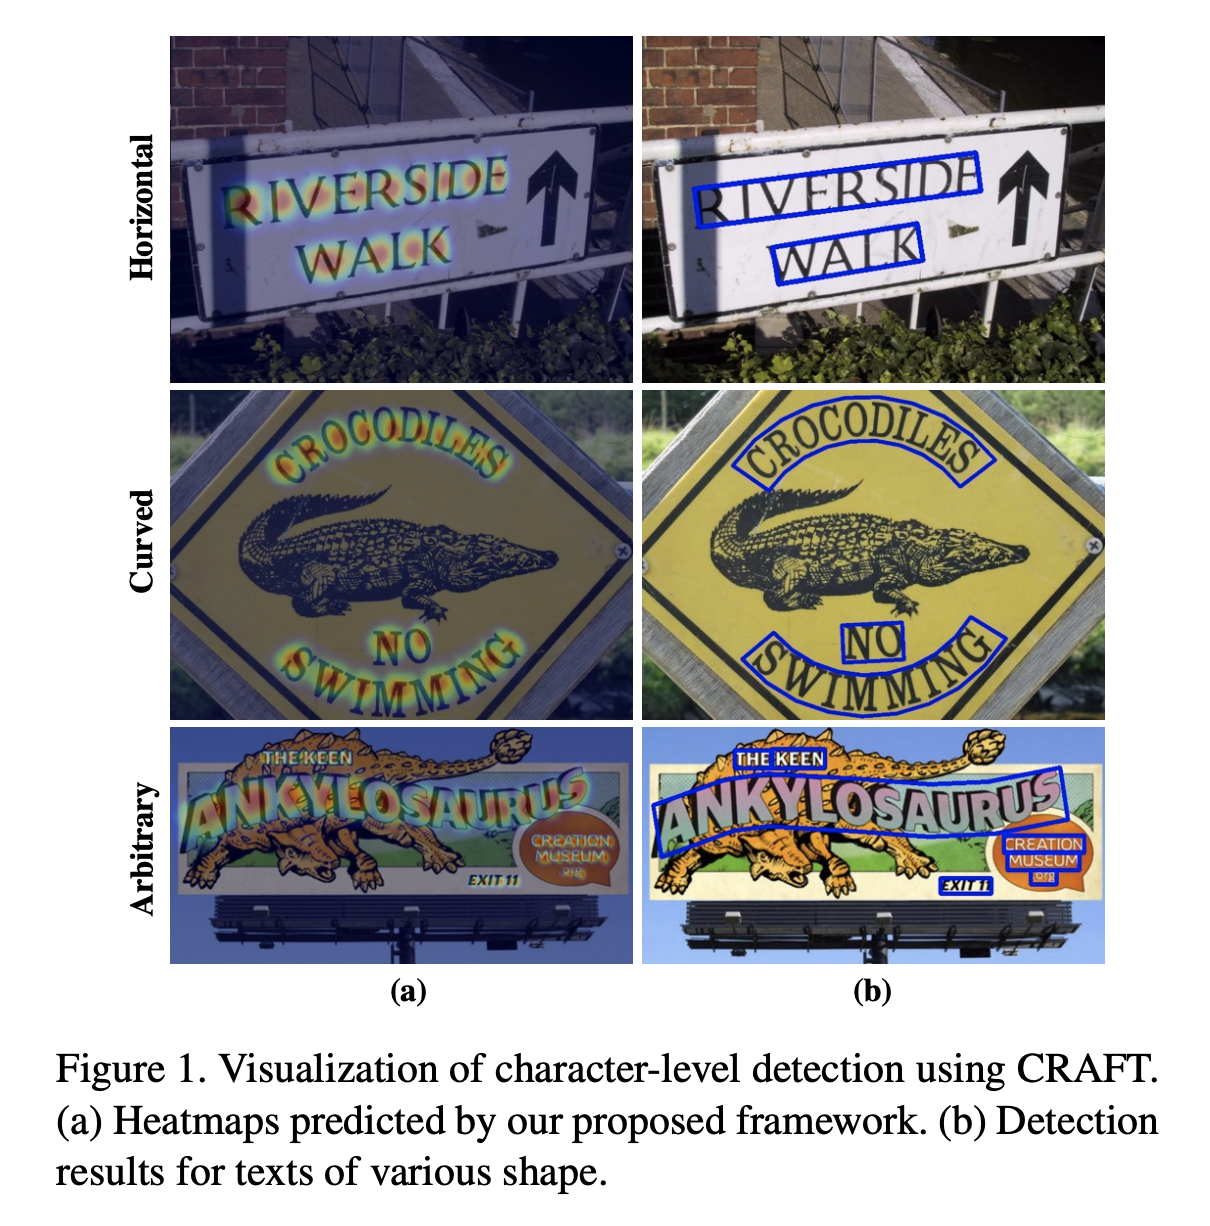 Horizontal
RIVERSIDE
WALK
RIVERSIDE
WALK
Curved
CROCODILES
NO
SWIMMING
CROCODILES
NO
SWIMMING
Arbitrary
THE KEEN
ANKYLOSAURUS
CREATION
MUSEUM
.org
EXIT 11
THE KEEN
ANKYLOSAURUS
CREATION
MUSEUM
.org
EXIT 11
(a)
(b)
Figure 1. Visualization of character-level detection using CRAFT.
(a) Heatmaps predicted by our proposed framework. (b) Detection
results for texts of various shape.